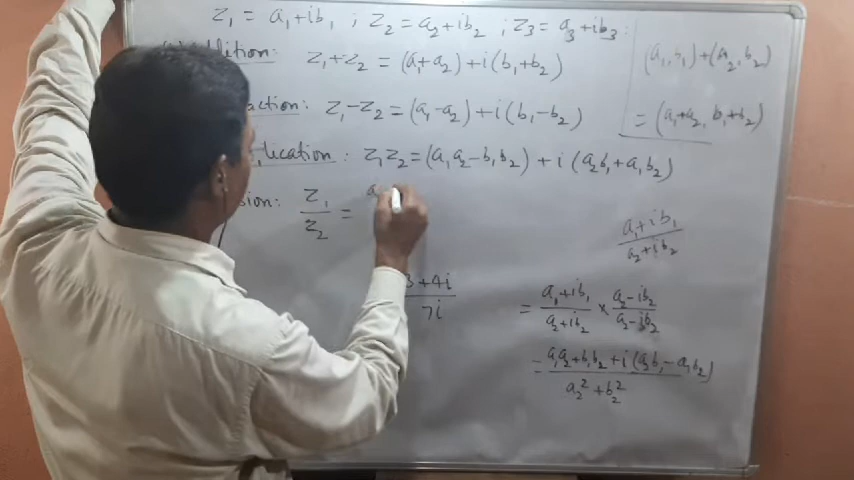 z₁ = a₁+ib₁ ; z₂ = a₂+ib₂ ; z₃ = a₃+ib₃ :
dition: z₁+z₂ = (a₁+a₂)+i(b₁+b₂)
(a₁,b₁)+(a₂,b₂)
= (a₁+a₂, b₁+b₂)
action: z₁-z₂ = (a₁-a₂)+i(b₁-b₂)
lication: z₁z₂ = (a₁a₂-b₁b₂) + i (a₂b₁+a₁b₂)
sion: z₁/z₂ = a
a₁+ib₁/a₂+ib₂
3+4i/7i
= a₁+ib₁/a₂+ib₂ × a₂-ib₂/a₂-ib₂
= a₁a₂+b₁b₂+i(a₂b₁-a₁b₂)/a₂²+b₂²